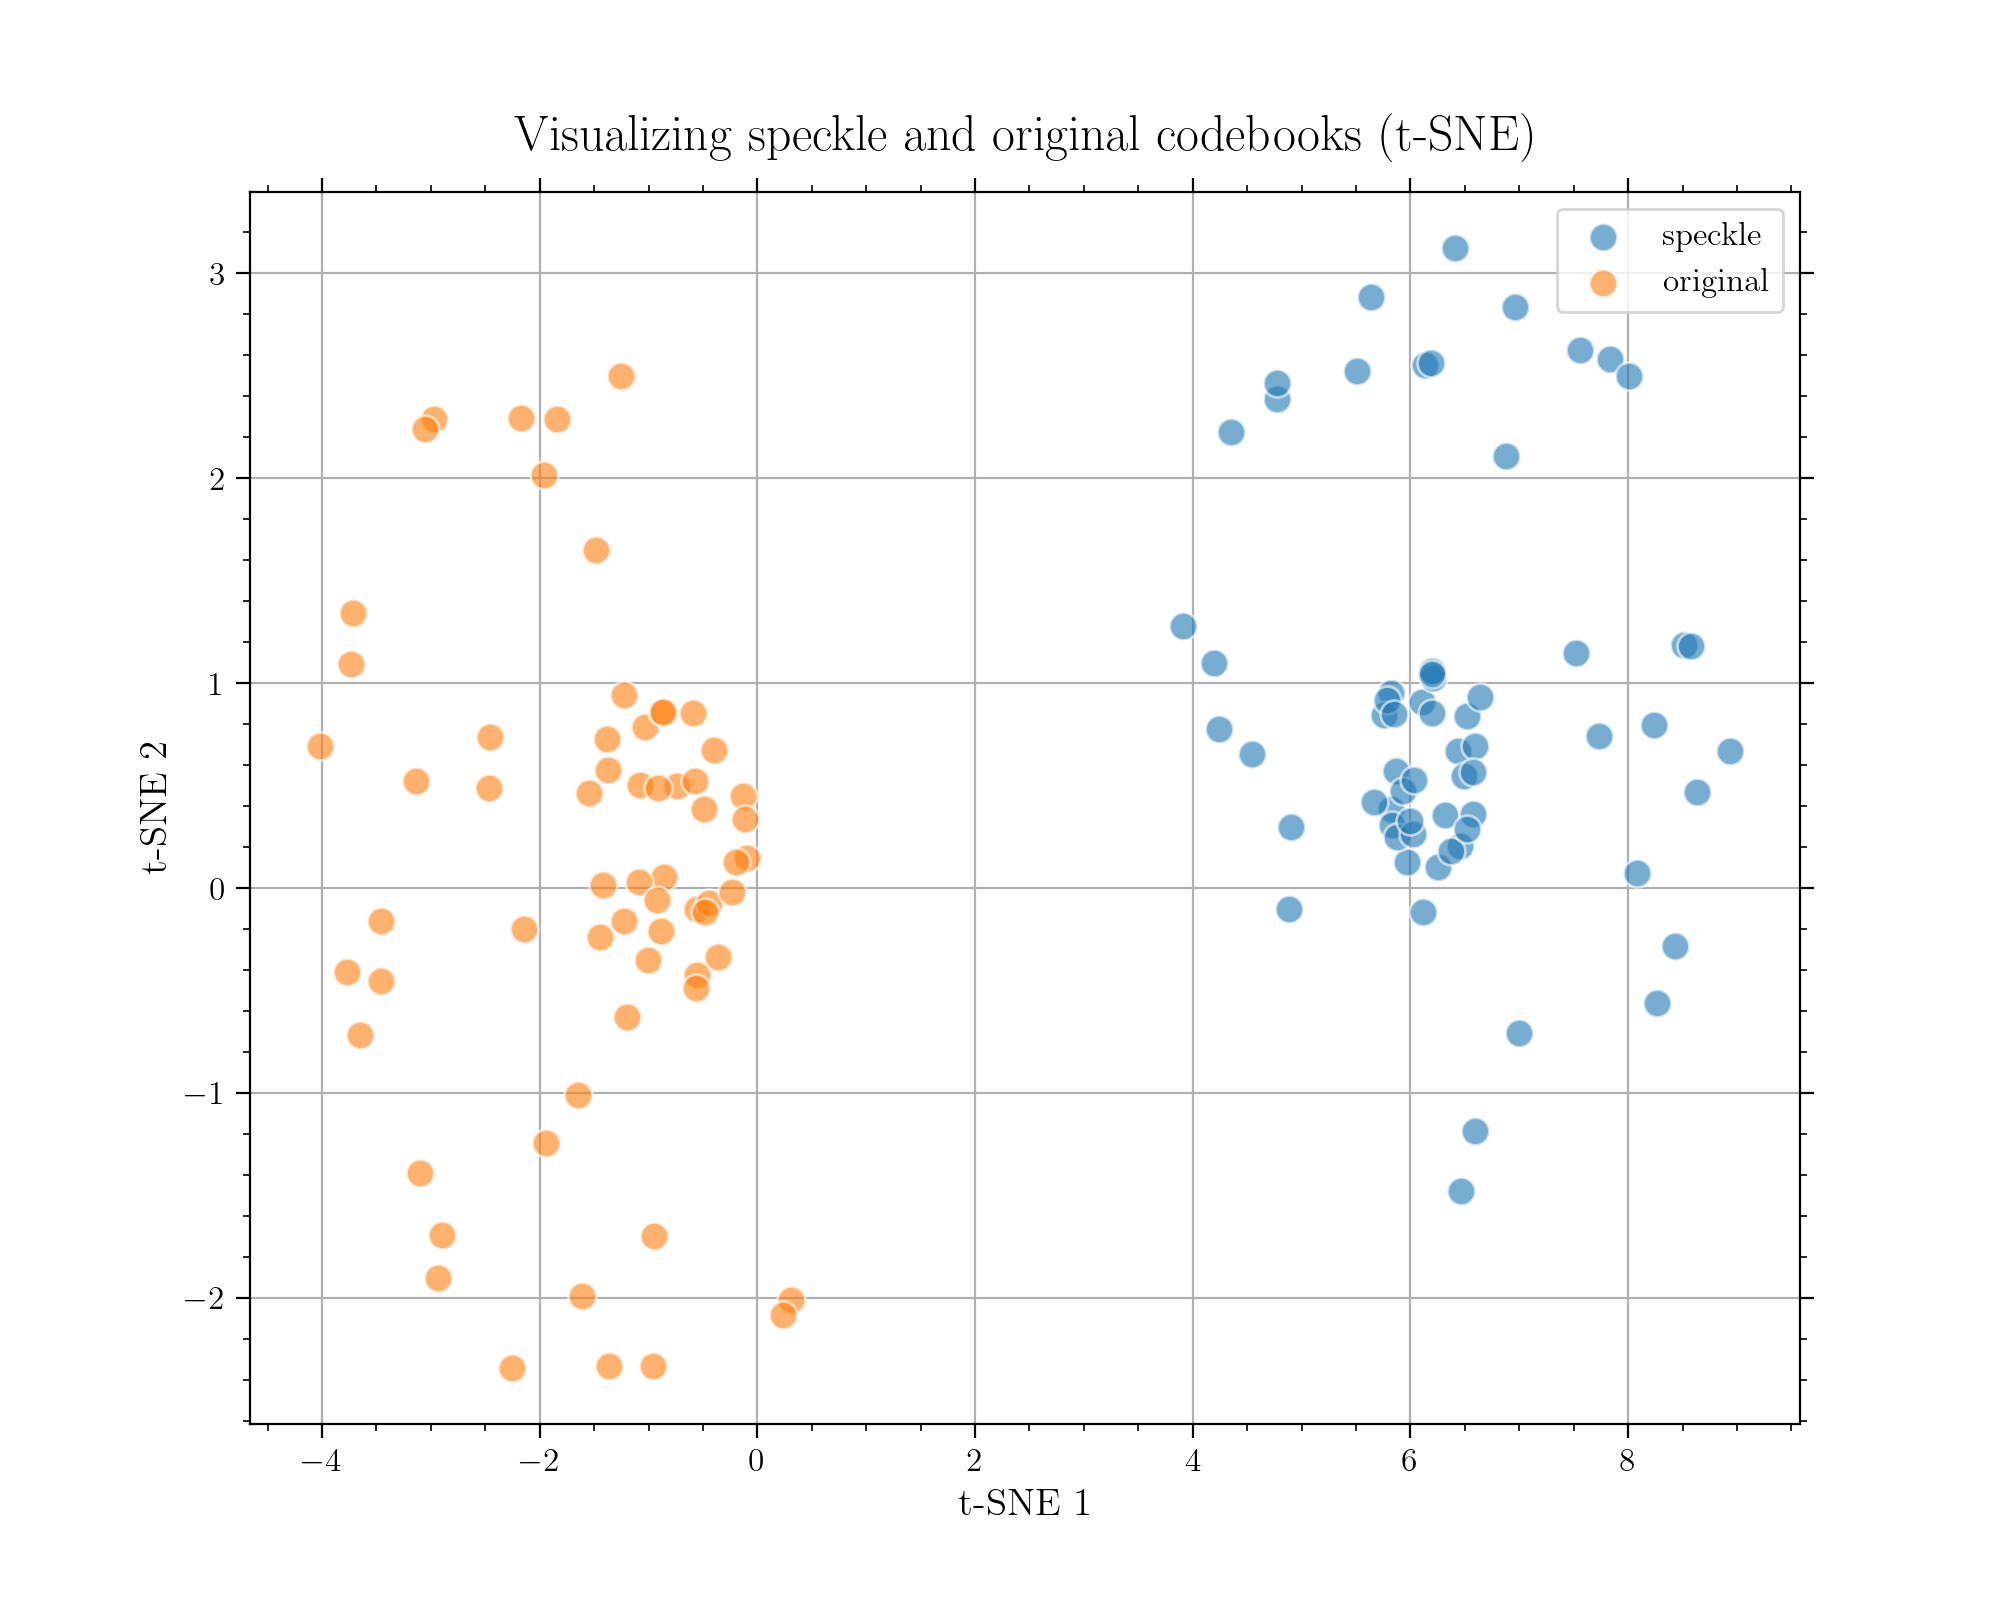 Visualizing speckle and original codebooks (t-SNE)
speckle
original
3
2
1
0
−1
−2
t-SNE 2
−4
−2
0
2
4
6
8
t-SNE 1